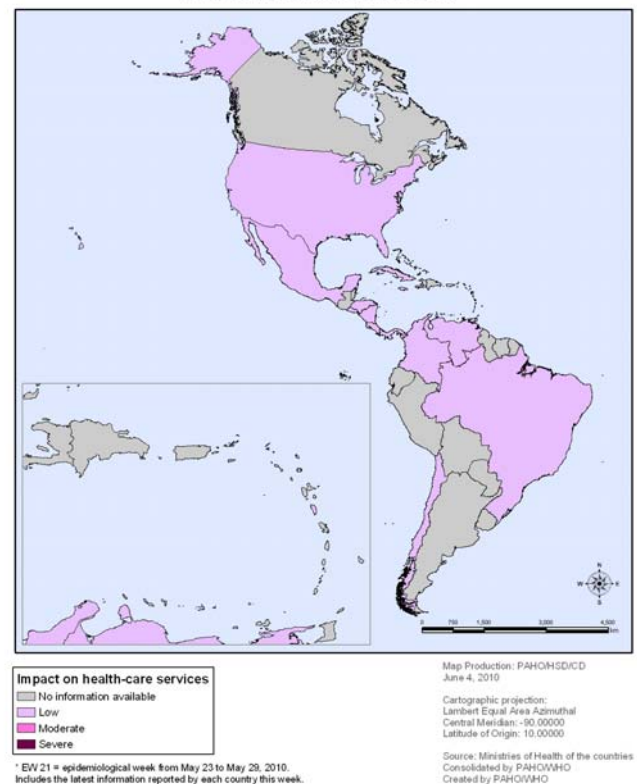 N
W
E
S
0 750 1,500 3,000 4,500
km
Impact on health-care services
No information available
Low
Moderate
Severe
* EW 21 = epidemiological week from May 23 to May 29, 2010.
Includes the latest information reported by each country this week.
Map Production: PAHO/HSD/CD
June 4, 2010
Cartographic projection:
Lambert Equal Area Azimuthal
Central Meridian: -90.00000
Latitude of Origin: 10.00000
Source: Ministries of Health of the countries
Consolidated by PAHO/WHO
Created by PAHO/WHO